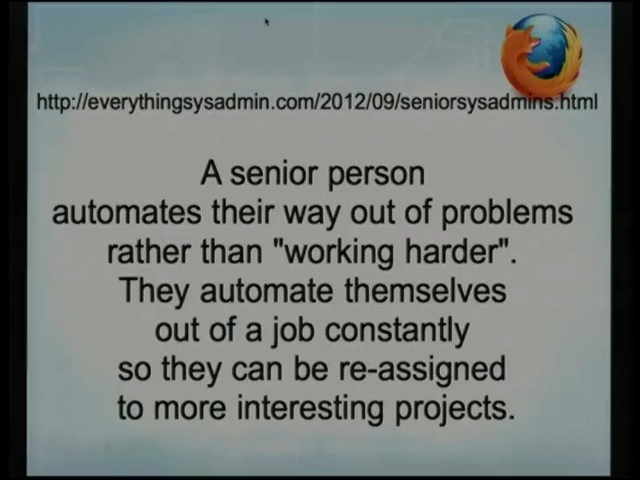 http://everythingsysadmin.com/2012/09/seniorsysadmins.html
A senior person
automates their way out of problems
rather than "working harder".
They automate themselves
out of a job constantly
so they can be re-assigned
to more interesting projects.